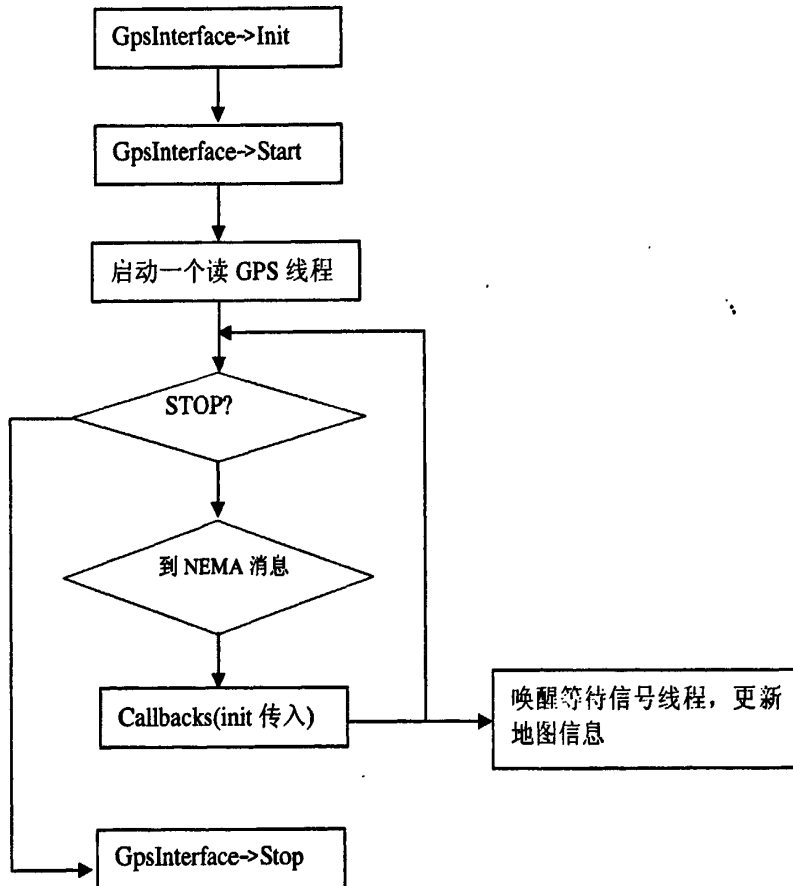 GpsInterface->Init
GpsInterface->Start
启动一个读 GPS 线程
STOP?
到 NEMA 消息
Callbacks(init 传入)
唤醒等待信号线程，更新
地图信息
GpsInterface->Stop